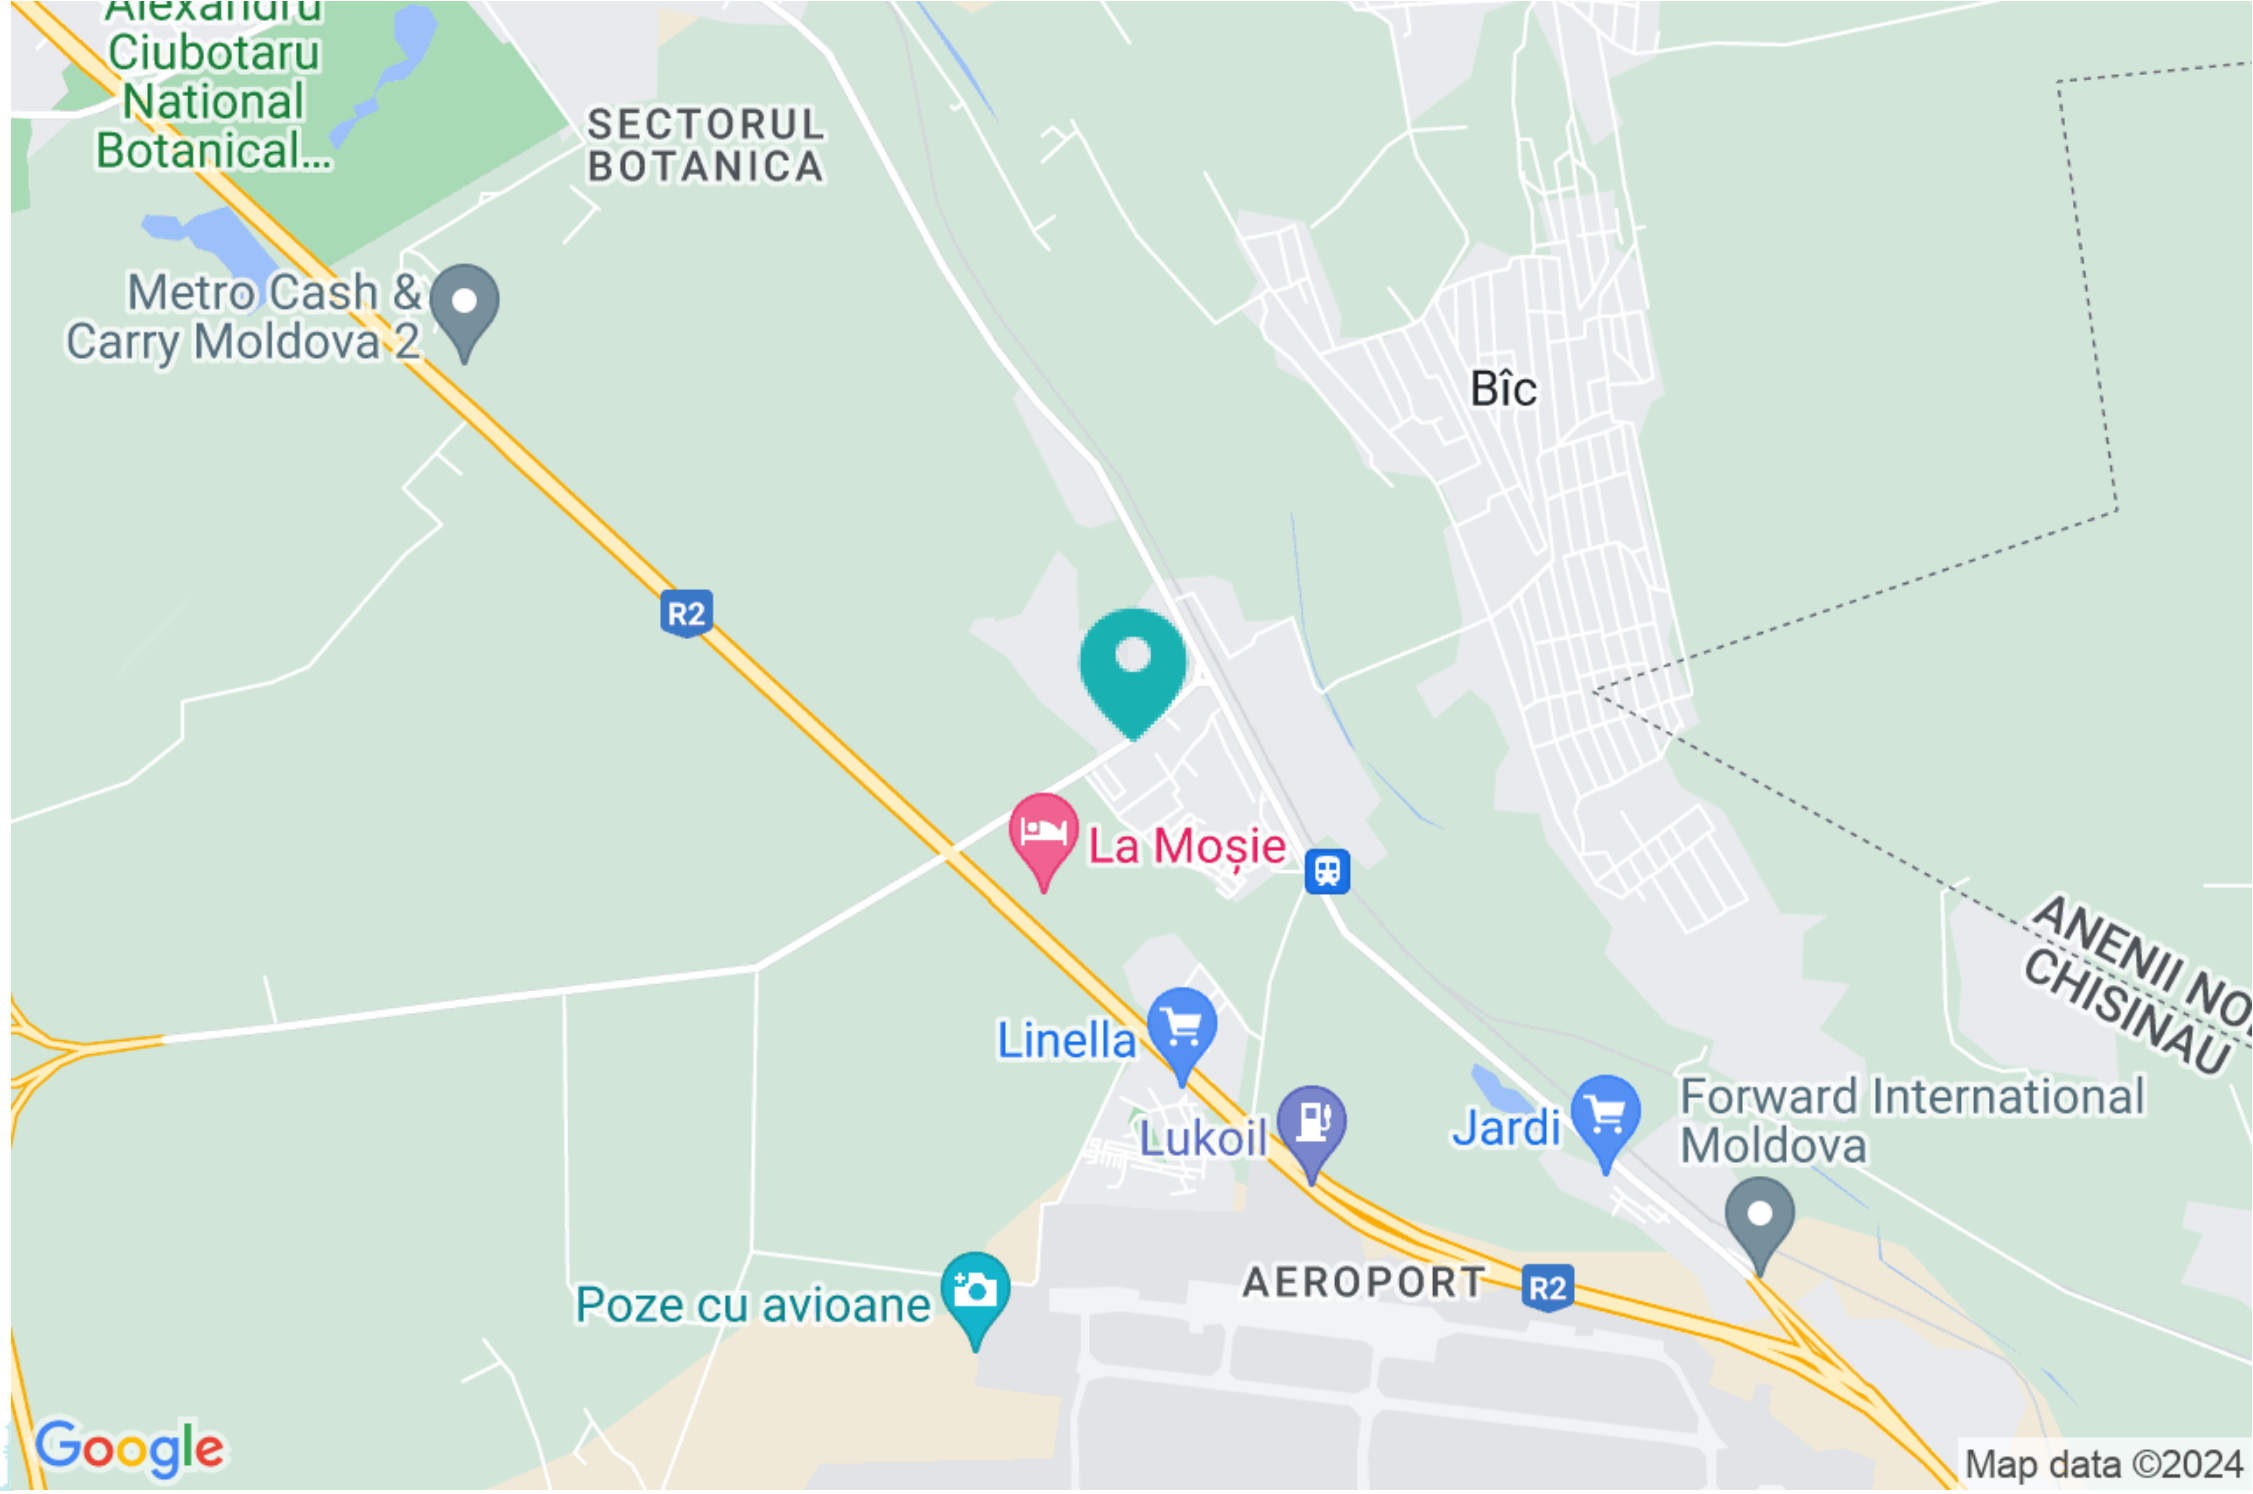 Alexandru
Ciubotaru
National
Botanical...
SECTORUL
BOTANICA
Metro Cash &
Carry Moldova 2
Bîc
R2
La Moșie
ANENII NOI
CHISINAU
Linella
Lukoil
Jardi
Forward International
Moldova
Poze cu avioane
AEROPORT
R2
Google
Map data ©2024